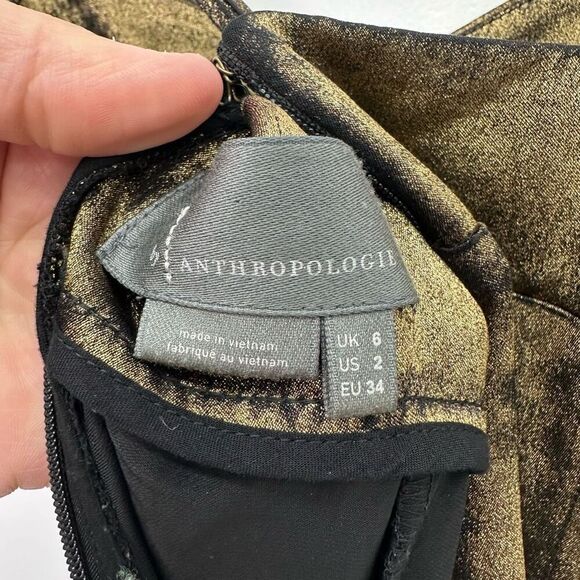 ANTHROPOLOGIE
made in vietnam
fabriqué au vietnam
UK 6
US 2
EU 34